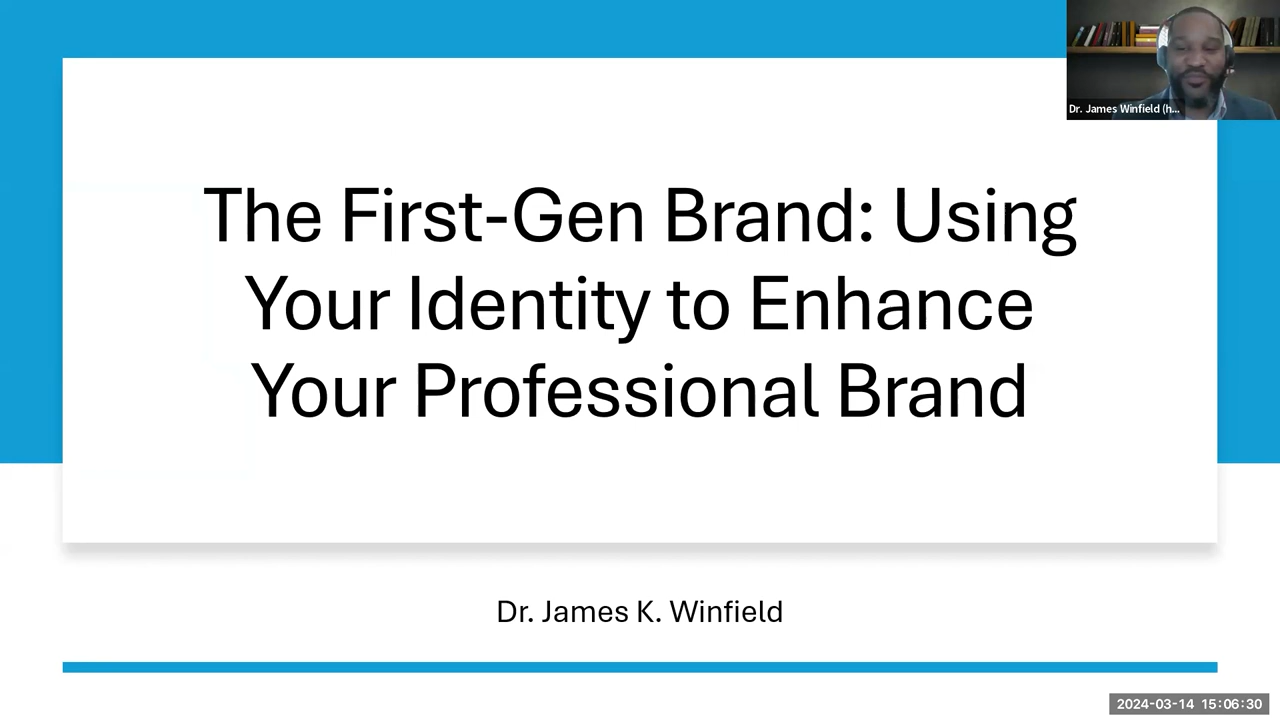 Dr. James Winfield (h...
The First-Gen Brand: Using
Your Identity to Enhance
Your Professional Brand
Dr. James K. Winfield
2024-03-14 15:06:30